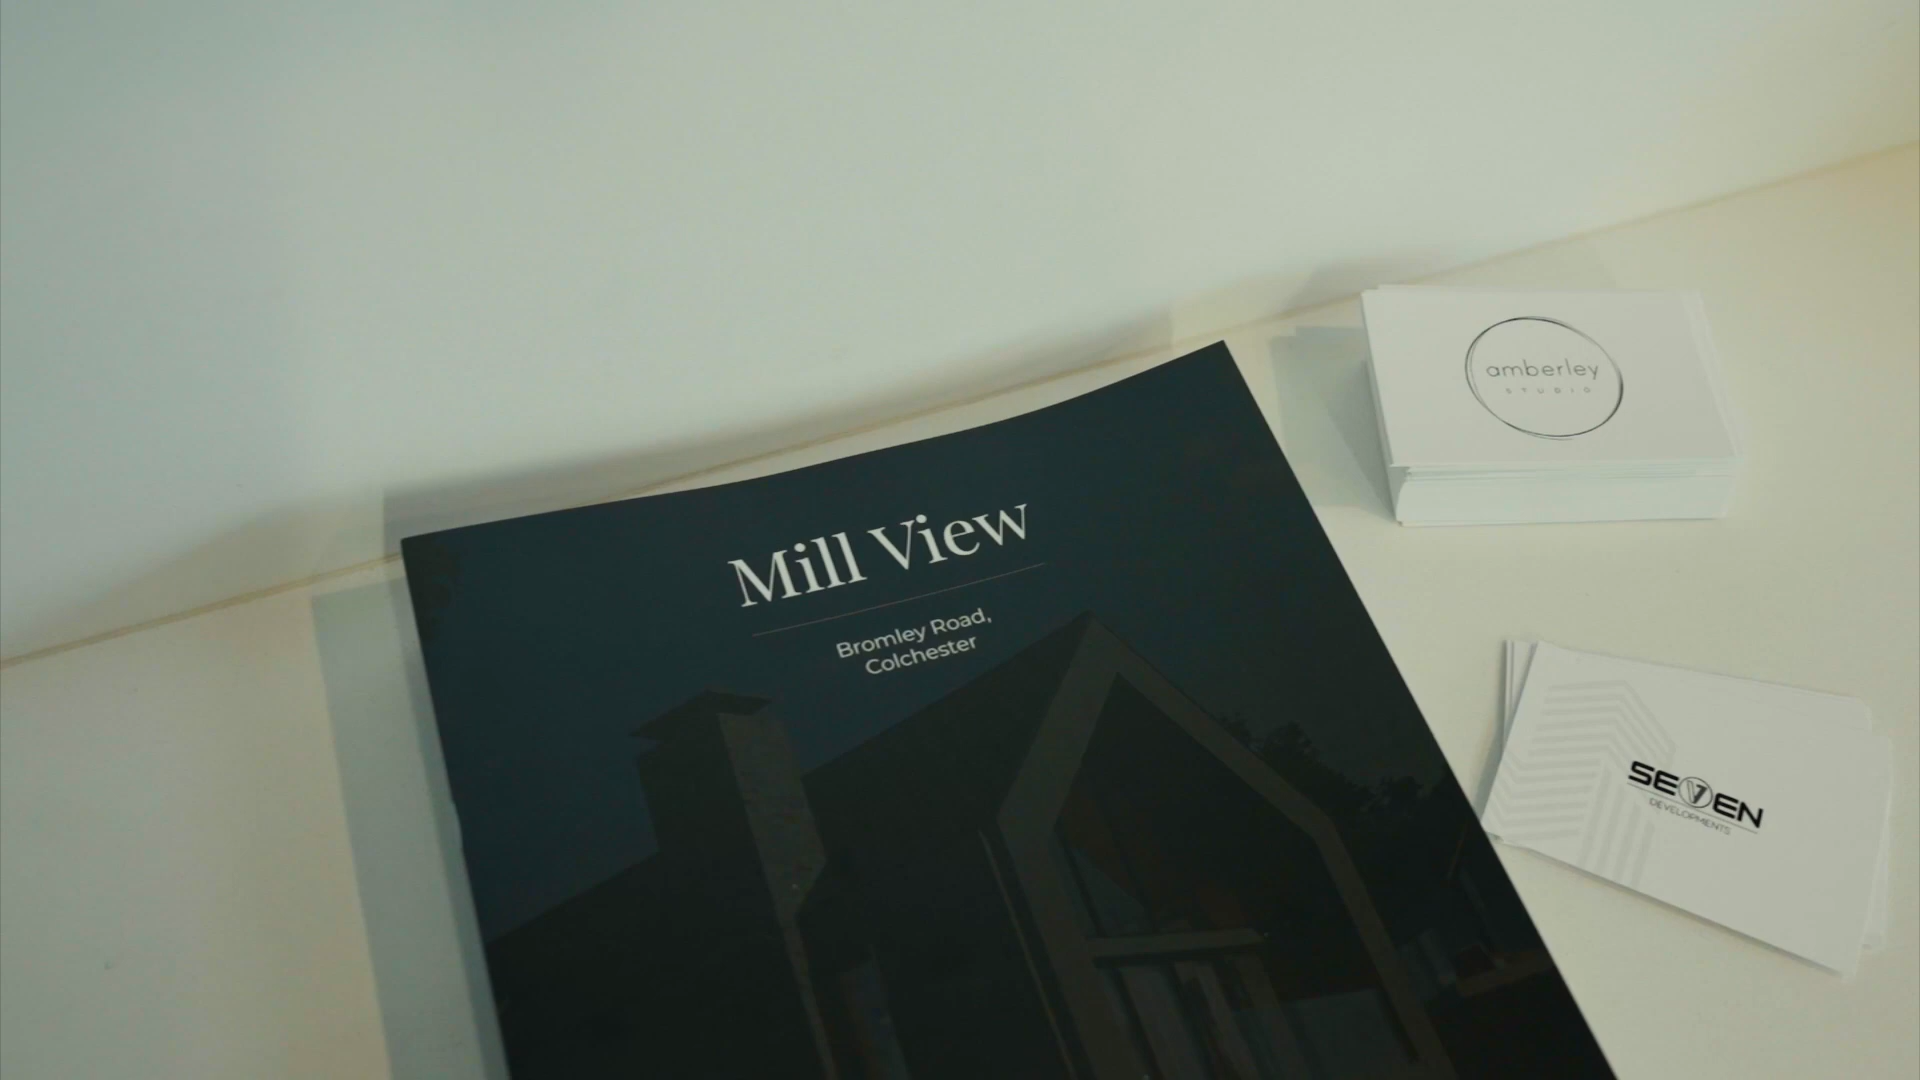 Mill View
Bromley Road,
Colchester
amberley
STUDIO
SEVEN
DEVELOPMENTS